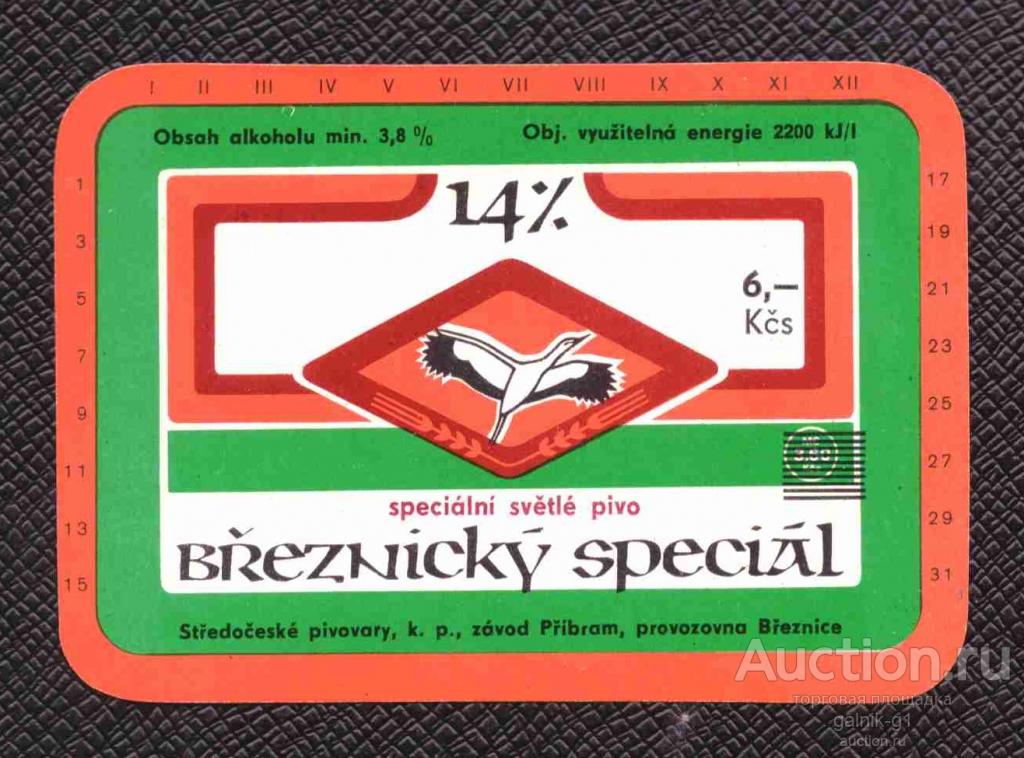 I II III IV V VI VII VIII IX X XI XII
Obsah alkoholu min. 3,8 % Obj. využitelná energie 2200 kJ/l
1
3
5
7
9
11
13
15
14%
6,—
Kčs
17
19
21
23
25
27
29
31
3.80
speciální světlé pivo
Březnický speciál
Středočeské pivovary, k. p., závod Příbram, provozovna Březnice
Auction.ru
торговая площадка
galnik-g1
auction.ru